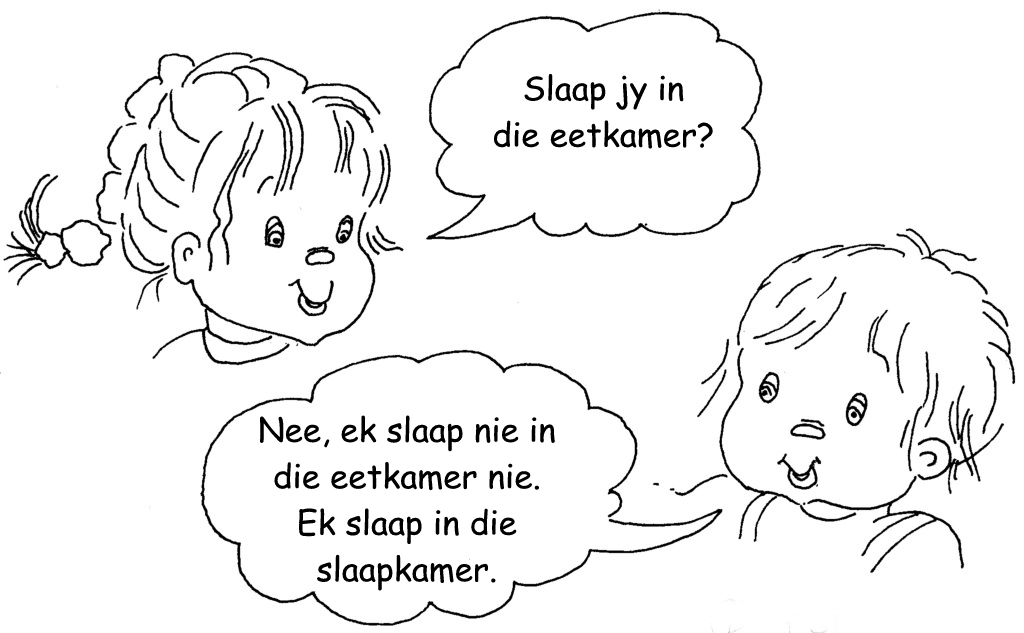 Slaap jy in
die eetkamer?
Nee, ek slaap nie in
die eetkamer nie.
Ek slaap in die
slaapkamer.